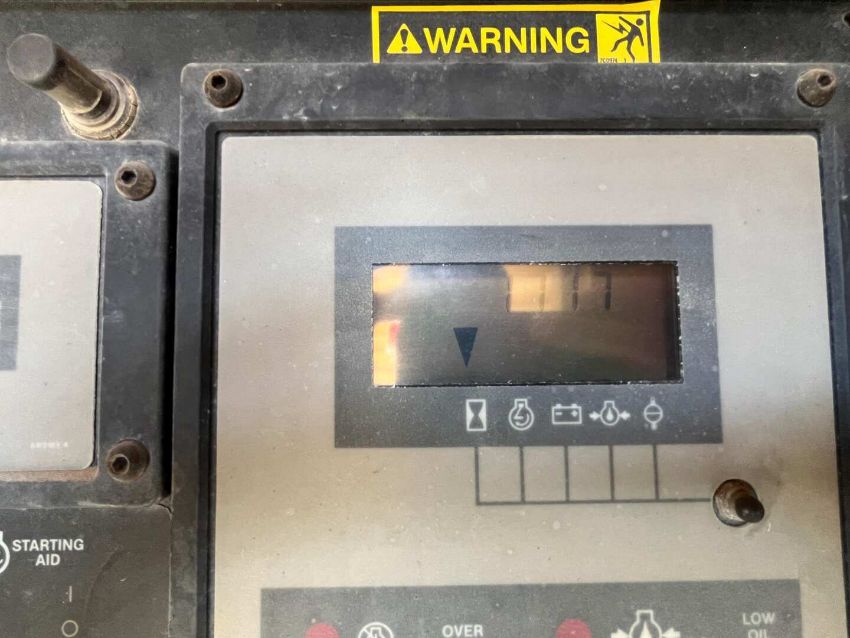 WARNING
STARTING
AID
I
O
OVER
LOW
OIL